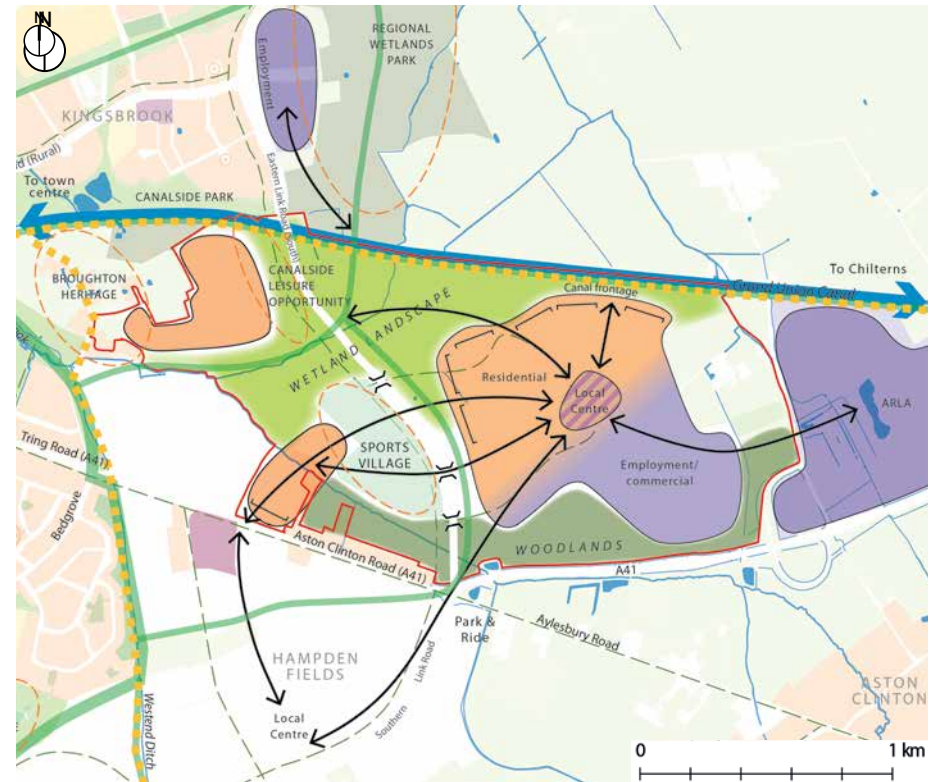 N
REGIONAL
WETLANDS
PARK
Employment
KINGSBROOK
(Rural)
To town
centre
CANALSIDE PARK
Eastern Link Road (South)
BROUGHTON
HERITAGE
CANALSIDE
LEISURE
OPPORTUNITY
To Chilterns
Grand Union Canal
Canal frontage
WETLAND LANDSCAPE
Residential
Local
Centre
ARLA
Tring Road (A41)
SPORTS
VILLAGE
Employment/
commercial
Bedgrove
WOODLANDS
Aston Clinton Road (A41)
A41
Park &
Ride
Aylesbury Road
HAMPDEN
FIELDS
Link Road
Southern
ASTON
CLINTON
Westend Ditch
Local
Centre
0
1 km